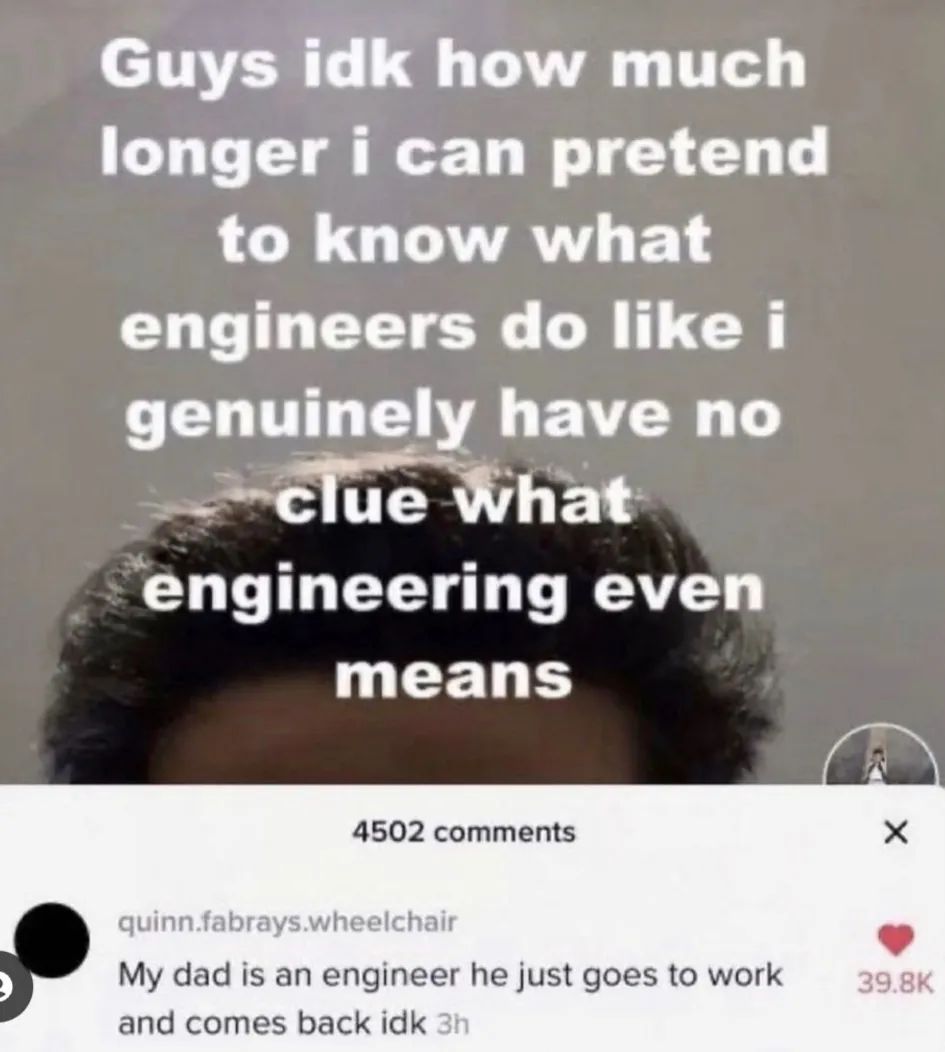 Guys idk how much
longer i can pretend
to know what
engineers do like i
genuinely have no
clue what
engineering even
means
4502 comments
quinn.fabrays.wheelchair
My dad is an engineer he just goes to work
and comes back idk 3h
39.8K